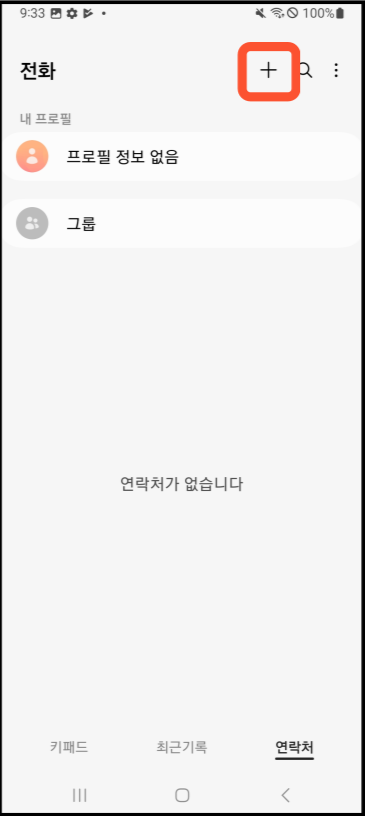 9:33 100%
전화
내 프로필
프로필 정보 없음
그룹
연락처가 없습니다
키패드 최근기록 연락처